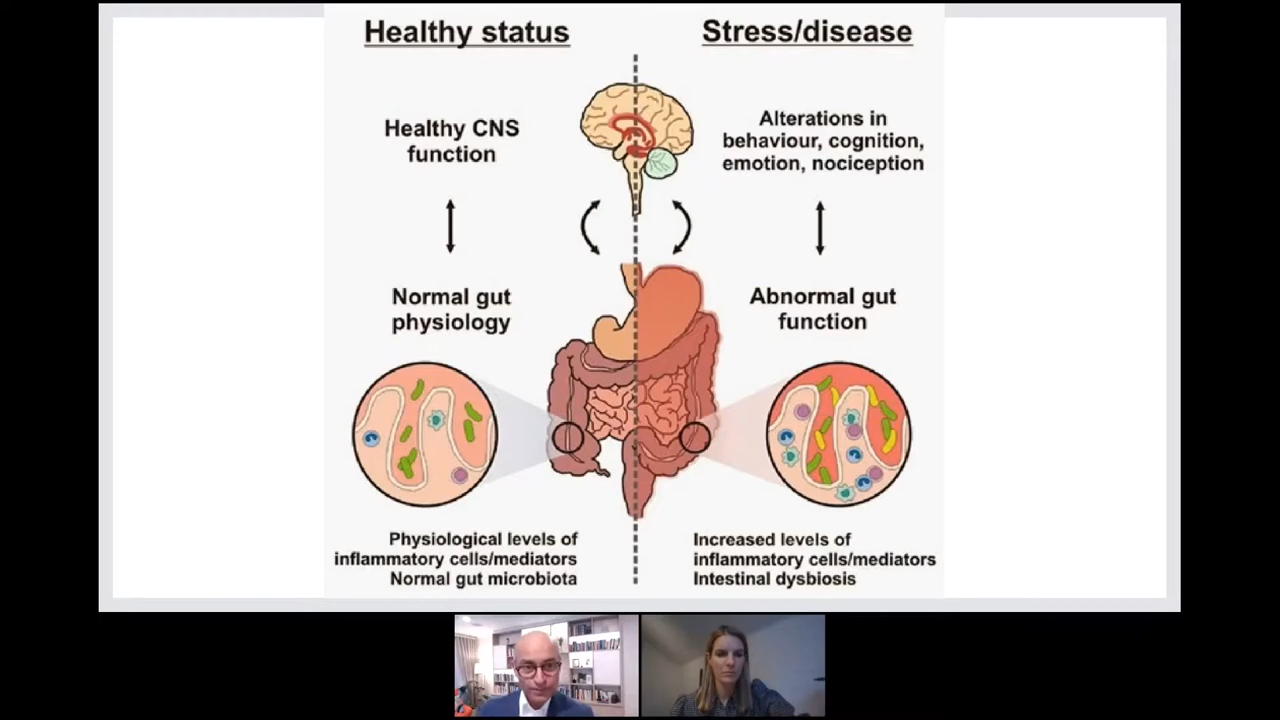 Healthy status
Stress/disease
Healthy CNS
function
Alterations in
behaviour, cognition,
emotion, nociception
Normal gut
physiology
Abnormal gut
function
Physiological levels of
inflammatory cells/mediators
Normal gut microbiota
Increased levels of
inflammatory cells/mediators
Intestinal dysbiosis